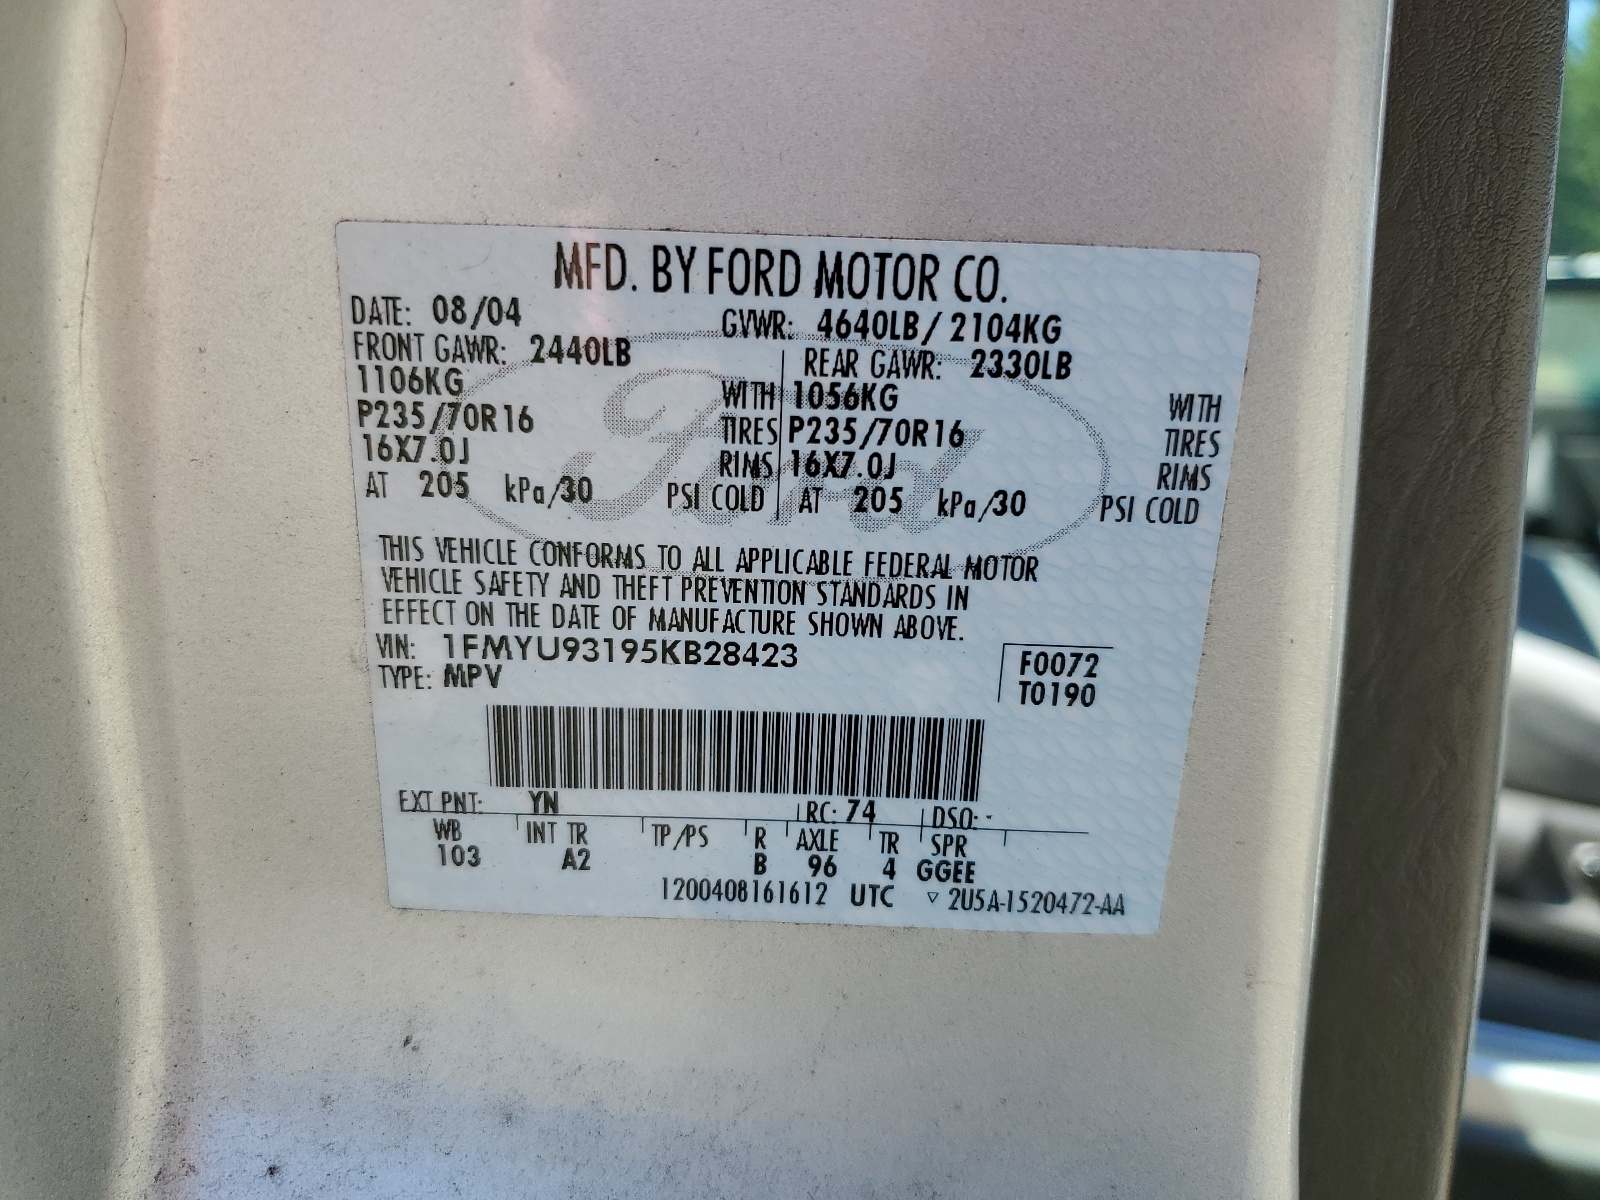 MFD. BY FORD MOTOR CO.
DATE: 08/04 GVWR: 4640LB/ 2104KG
FRONT GAWR: 2440LB REAR GAWR: 2330LB
1106KG WITH 1056KG WITH
P235/70R16 TIRES P235/70R16 TIRES
16X7.0J RIMS 16X7.0J RIMS
AT 205 kPa/30 PSI COLD AT 205 kPa/30 PSI COLD
Ford
THIS VEHICLE CONFORMS TO ALL APPLICABLE FEDERAL MOTOR
VEHICLE SAFETY AND THEFT PREVENTION STANDARDS IN
EFFECT ON THE DATE OF MANUFACTURE SHOWN ABOVE.
VIN: 1FMYU93195KB28423 F0072
TYPE: MPV T0190
EXT PNT: YN RC: 74 DSO: -
WB INT TR TP/PS R AXLE TR SPR
103 A2 B 96 4 GGEE
1200408161612 UTC ▽ 2U5A-1520472-AA